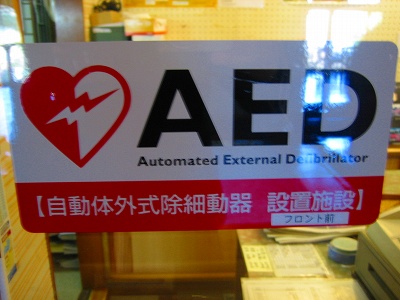 AED
Automated External Defibrillator
【自動体外式除細動器 設置施設】
フロント前